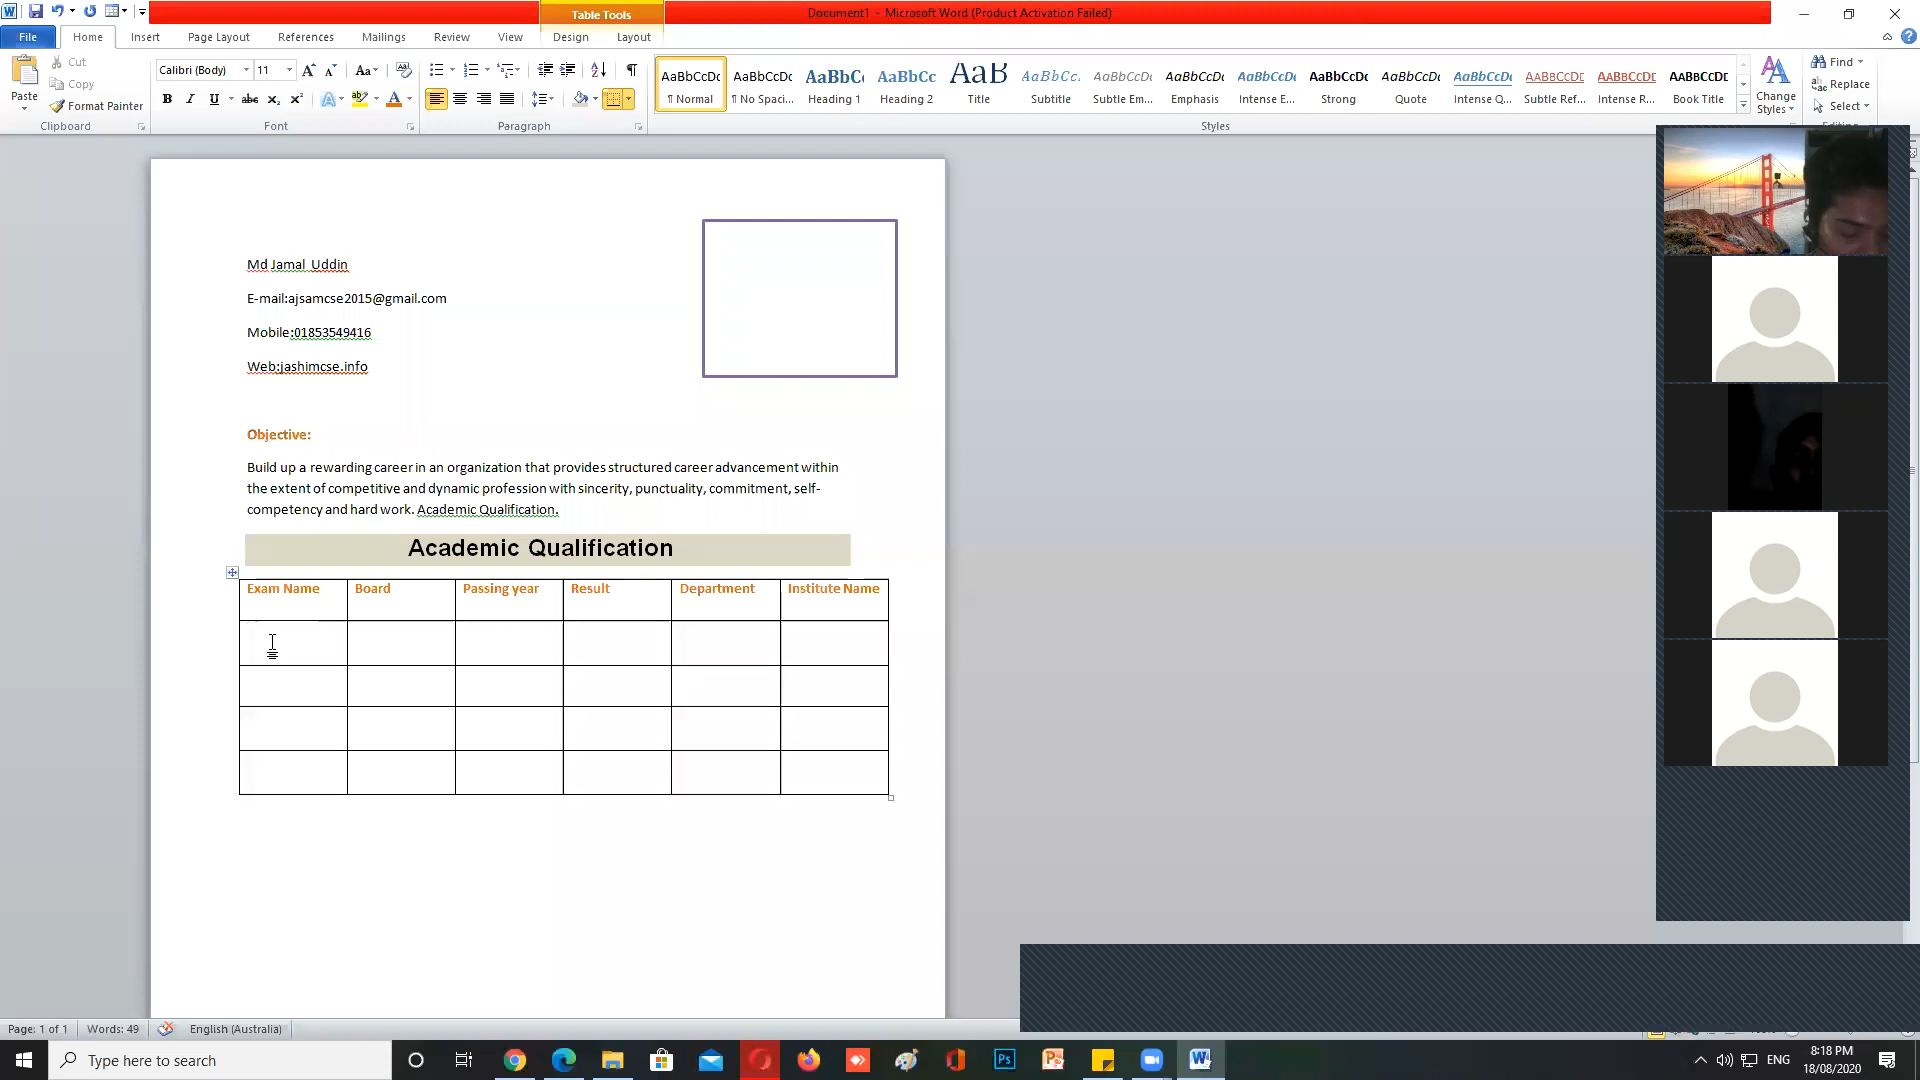 Table Tools
Document1 - Microsoft Word (Product Activation Failed)
File Home Insert Page Layout References Mailings Review View Design Layout
Paste
Cut
Copy
Format Painter
Clipboard
Calibri (Body) 11
Font
Paragraph
AaBbCcDc AaBbCcDc AaBbC AaBbCc AaB AaBbCc. AaBbCcDc AaBbCcDc AaBbCcDc AaBbCcDc AaBbCcDc AaBbCcDc AaBbCcDc AaBbCcDc AaBbCcDc
¶ Normal ¶ No Spaci... Heading 1 Heading 2 Title Subtitle Subtle Em... Emphasis Intense E... Strong Quote Intense Q... Subtle Ref... Intense R... Book Title
Styles
Change Styles
Find
Replace
Select
Editing
Md Jamal Uddin
E-mail:ajsamcse2015@gmail.com
Mobile:01853549416
Web:jashimcse.info
Objective:
Build up a rewarding career in an organization that provides structured career advancement within
the extent of competitive and dynamic profession with sincerity, punctuality, commitment, self-
competency and hard work. Academic Qualification.
Academic Qualification
Exam Name Board Passing year Result Department Institute Name
Page: 1 of 1 Words: 49 English (Australia)
Type here to search
ENG
8:18 PM
18/08/2020